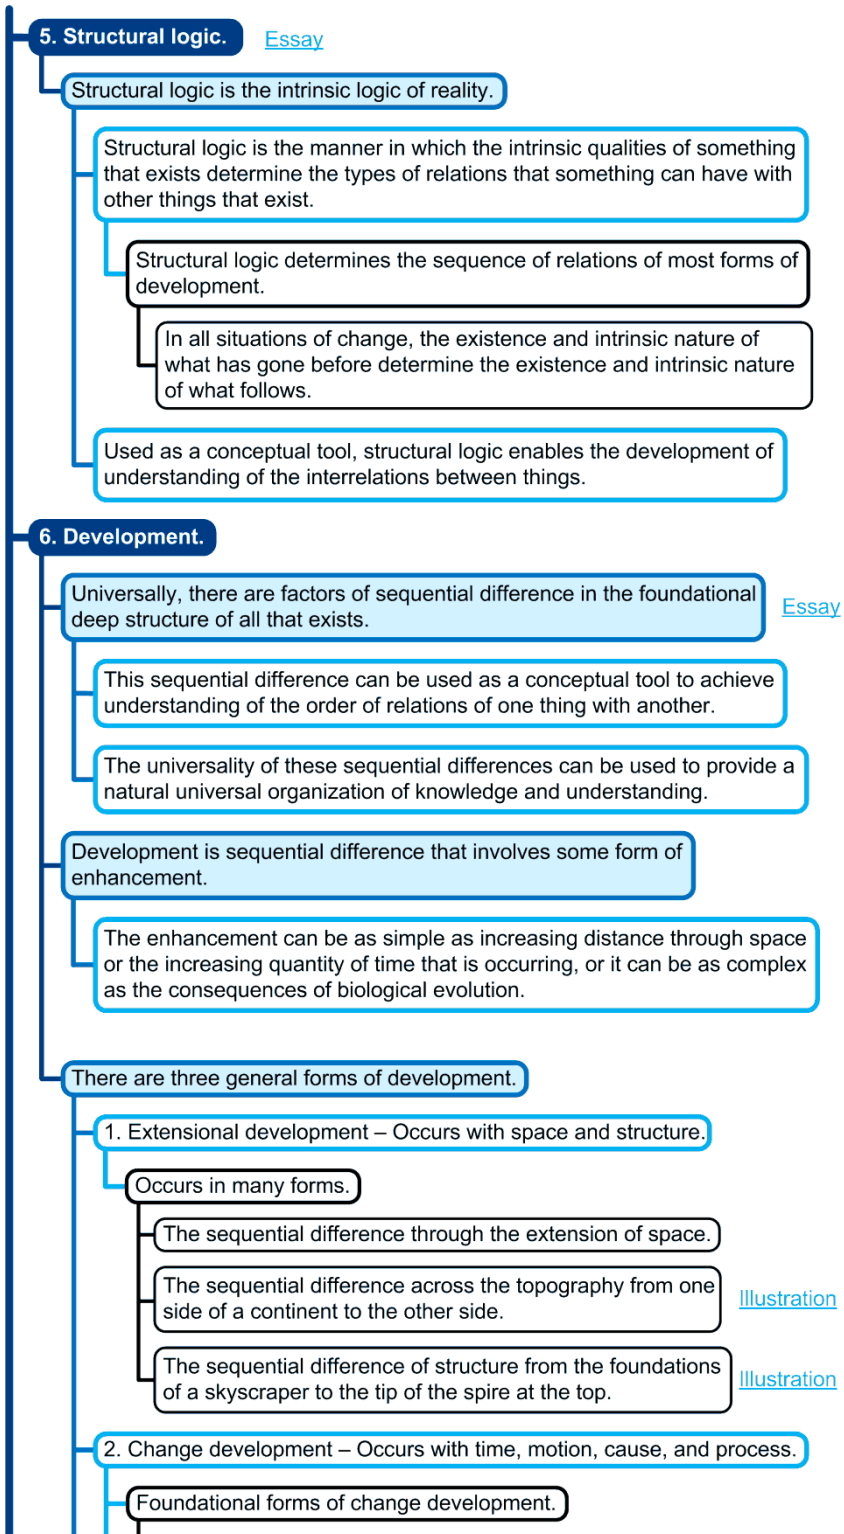 5. Structural logic. Essay
Structural logic is the intrinsic logic of reality.
Structural logic is the manner in which the intrinsic qualities of something
that exists determine the types of relations that something can have with
other things that exist.
Structural logic determines the sequence of relations of most forms of
development.
In all situations of change, the existence and intrinsic nature of
what has gone before determine the existence and intrinsic nature
of what follows.
Used as a conceptual tool, structural logic enables the development of
understanding of the interrelations between things.
6. Development.
Universally, there are factors of sequential difference in the foundational
deep structure of all that exists.
Essay
This sequential difference can be used as a conceptual tool to achieve
understanding of the order of relations of one thing with another.
The universality of these sequential differences can be used to provide a
natural universal organization of knowledge and understanding.
Development is sequential difference that involves some form of
enhancement.
The enhancement can be as simple as increasing distance through space
or the increasing quantity of time that is occurring, or it can be as complex
as the consequences of biological evolution.
There are three general forms of development.
1. Extensional development – Occurs with space and structure.
Occurs in many forms.
The sequential difference through the extension of space.
The sequential difference across the topography from one
side of a continent to the other side.
Illustration
The sequential difference of structure from the foundations
of a skyscraper to the tip of the spire at the top.
Illustration
2. Change development – Occurs with time, motion, cause, and process.
Foundational forms of change development.